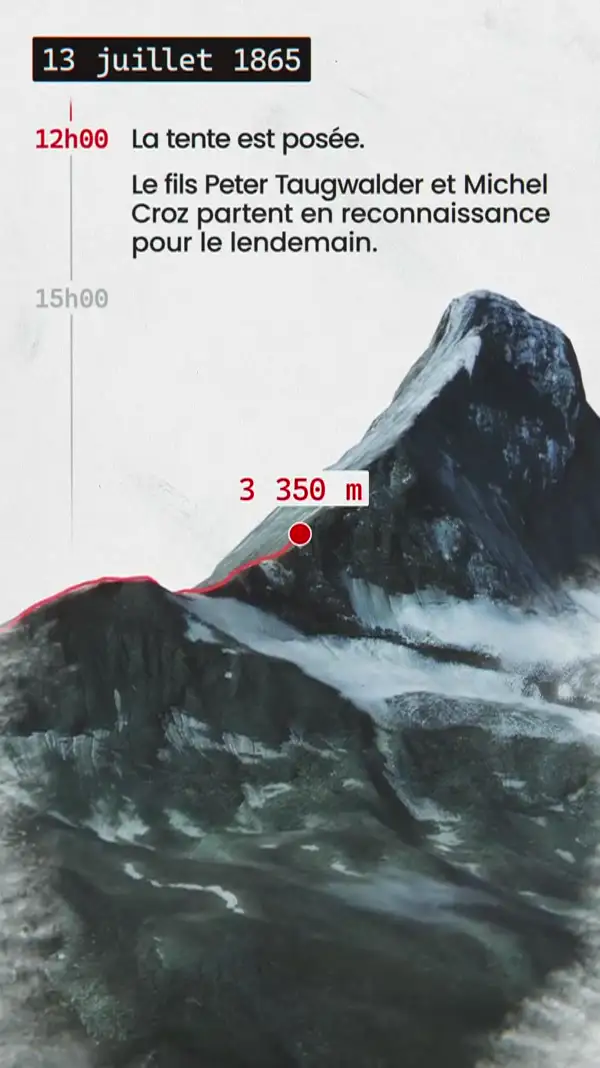 13 juillet 1865
12h00
La tente est posée.
Le fils Peter Taugwalder et Michel
Croz partent en reconnaissance
pour le lendemain.
15h00
3 350 m